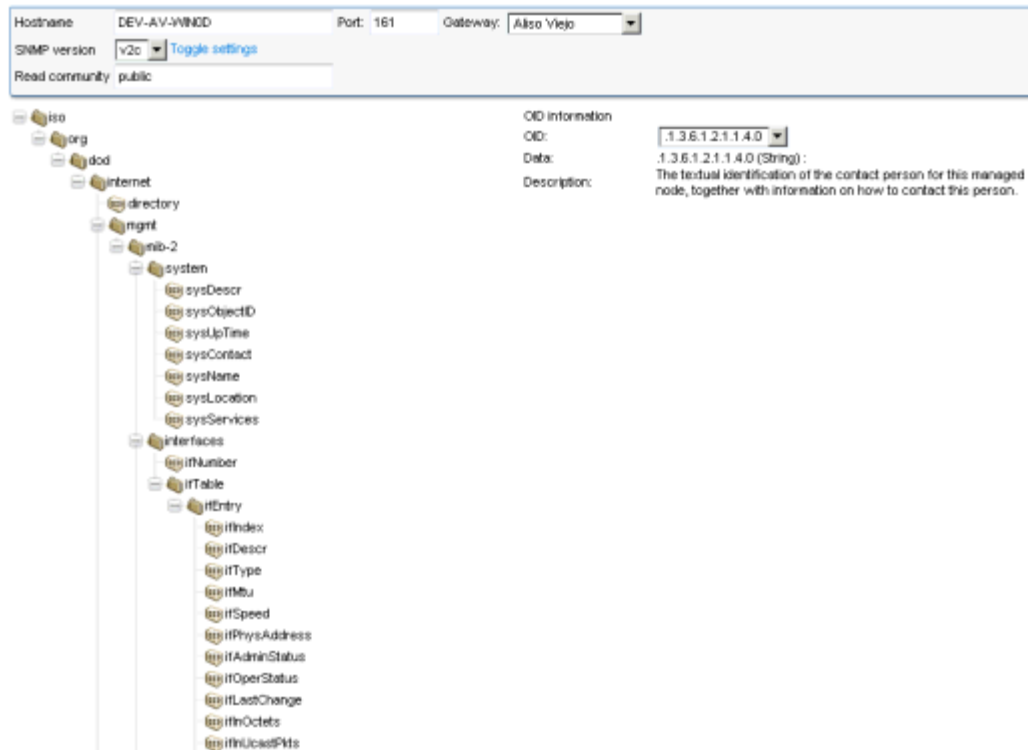 Hostname DEV-AV-WIN0D Port: 161 Gateway: Aliso Viejo
SNMP version v2c Toggle settings
Read community public
iso
org
dod
internet
directory
mgmt
mib-2
system
sysDescr
sysObjectID
sysUpTime
sysContact
sysName
sysLocation
sysServices
interfaces
ifNumber
ifTable
ifEntry
ifIndex
ifDescr
ifType
ifMtu
ifSpeed
ifPhysAddress
ifAdminStatus
ifOperStatus
ifLastChange
ifInOctets
ifInUcastPkts
OID information
OID: .1.3.6.1.2.1.1.4.0
Data: .1.3.6.1.2.1.1.4.0 (String) :
Description: The textual identification of the contact person for this managed
node, together with information on how to contact this person.